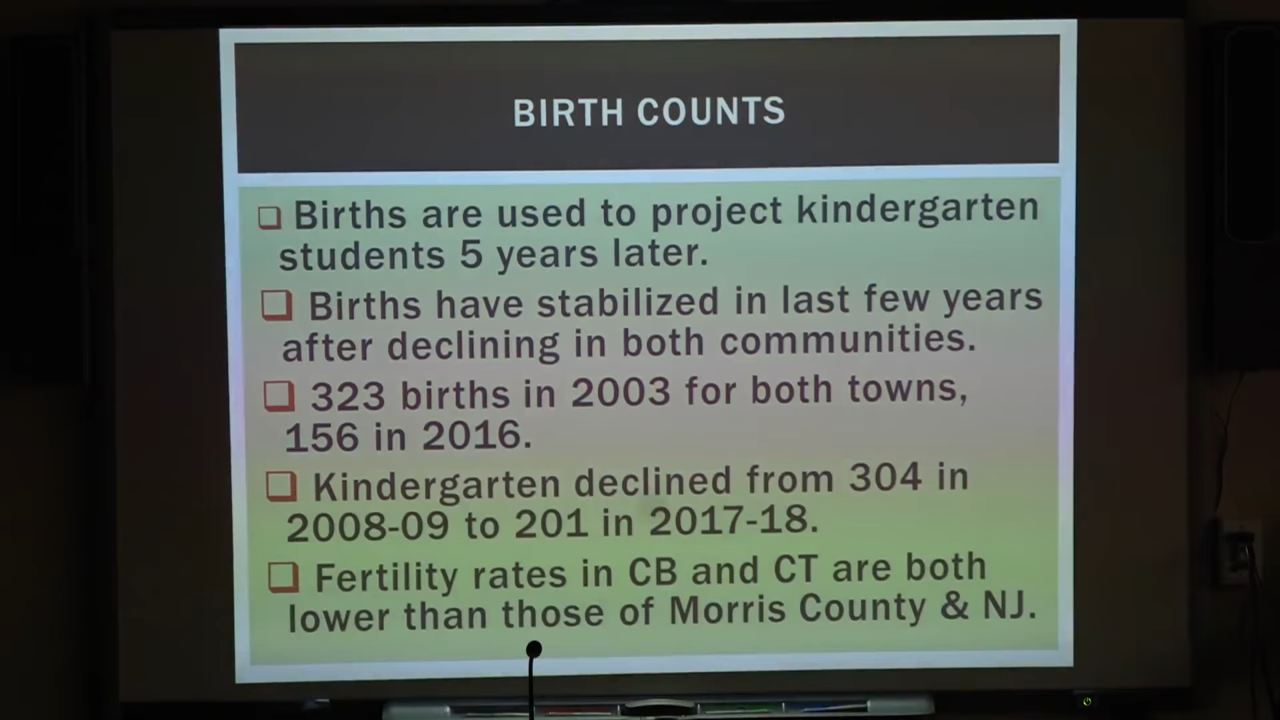 BIRTH COUNTS
Births are used to project kindergarten
students 5 years later.
Births have stabilized in last few years
after declining in both communities.
323 births in 2003 for both towns,
156 in 2016.
Kindergarten declined from 304 in
2008-09 to 201 in 2017-18.
Fertility rates in CB and CT are both
lower than those of Morris County & NJ.